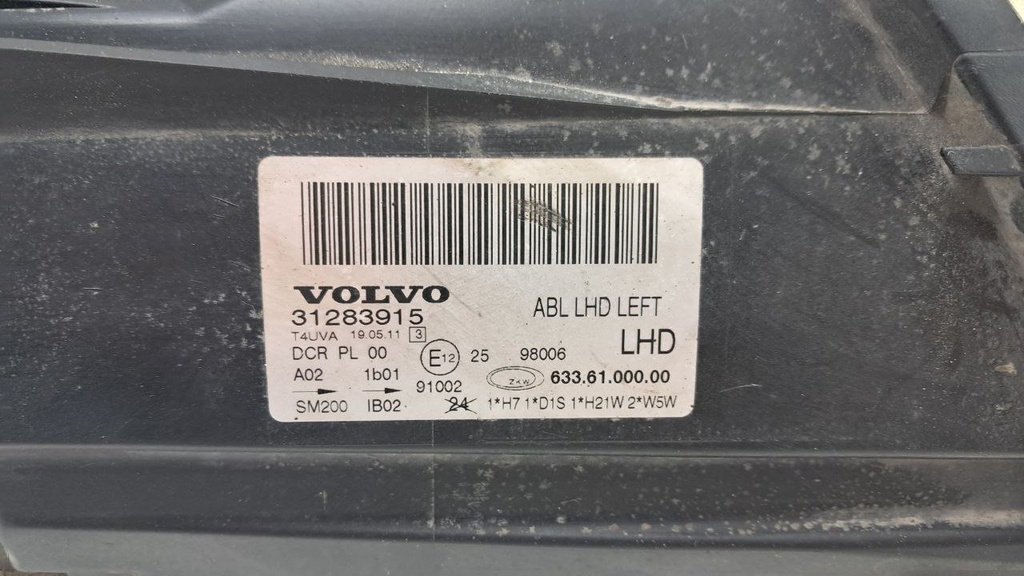 VOLVO
31283915
ABL LHD LEFT
T4UVA 19.05.11 3
LHD
DCR PL 00 E12 25 98006
A02 1b01 91002 ZKW 633.61.000.00
SM200 IB02 24 1*H7 1*D1S 1*H21W 2*W5W